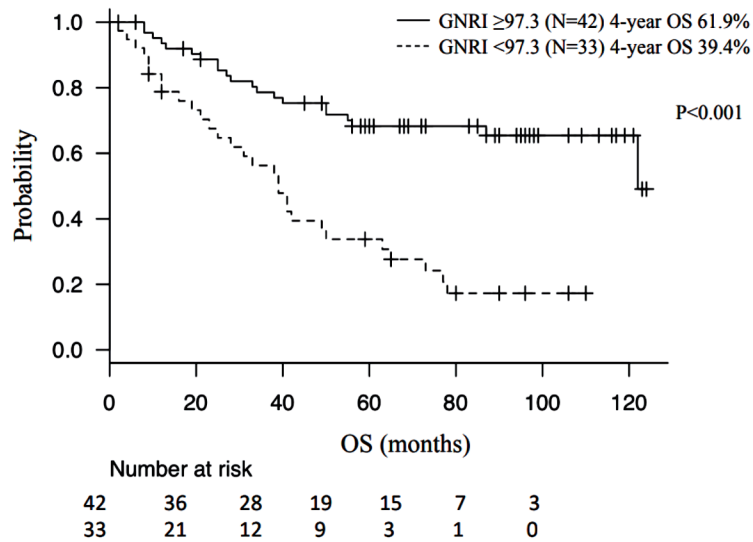 GNRI ≥97.3 (N=42) 4-year OS 61.9%
GNRI <97.3 (N=33) 4-year OS 39.4%
P<0.001
Probability
1.0
0.8
0.6
0.4
0.2
0.0
0 20 40 60 80 100 120
OS (months)
Number at risk
42 36 28 19 15 7 3
33 21 12 9 3 1 0